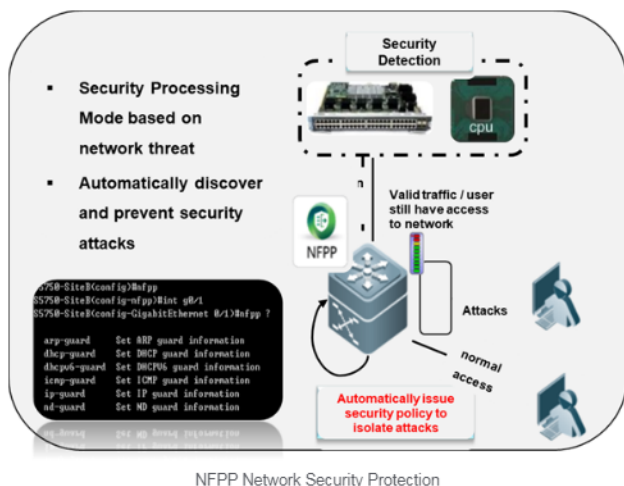 Security
Detection
cpu
▪ Security Processing
Mode based on
network threat
▪ Automatically discover
and prevent security
attacks
n
NFPP
Valid traffic / user
still have access
to network
Attacks
normal
access
Automatically issue
security policy to
isolate attacks
S5750-SiteB(config)#nfpp
S5750-SiteB(config-nfpp)#int g0/1
S5750-SiteB(config-GigabitEthernet 0/1)#nfpp ?
arp-guard Set ARP guard information
dhcp-guard Set DHCP guard information
dhcpv6-guard Set DHCPV6 guard information
icmp-guard Set ICMP guard information
ip-guard Set IP guard information
nd-guard Set ND guard information
NFPP Network Security Protection